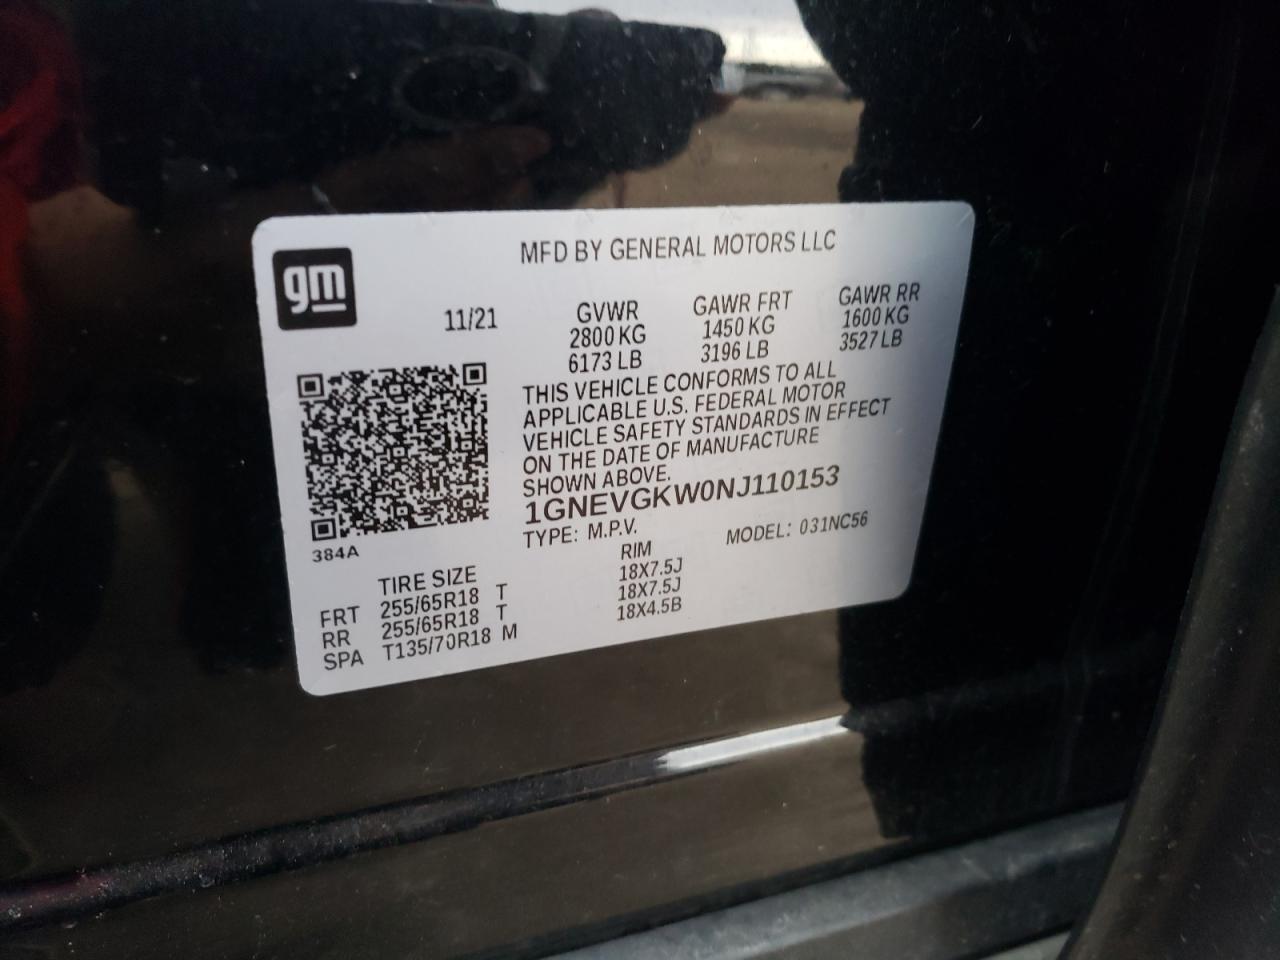 gm
MFD BY GENERAL MOTORS LLC
11/21
GVWR
2800 KG
6173 LB
GAWR FRT
1450 KG
3196 LB
GAWR RR
1600 KG
3527 LB
THIS VEHICLE CONFORMS TO ALL
APPLICABLE U.S. FEDERAL MOTOR
VEHICLE SAFETY STANDARDS IN EFFECT
ON THE DATE OF MANUFACTURE
SHOWN ABOVE.
1GNEVGKW0NJ110153
TYPE: M.P.V.
MODEL: 031NC56
384A
TIRE SIZE RIM
FRT 255/65R18 T 18X7.5J
RR 255/65R18 T 18X7.5J
SPA T135/70R18 M 18X4.5B